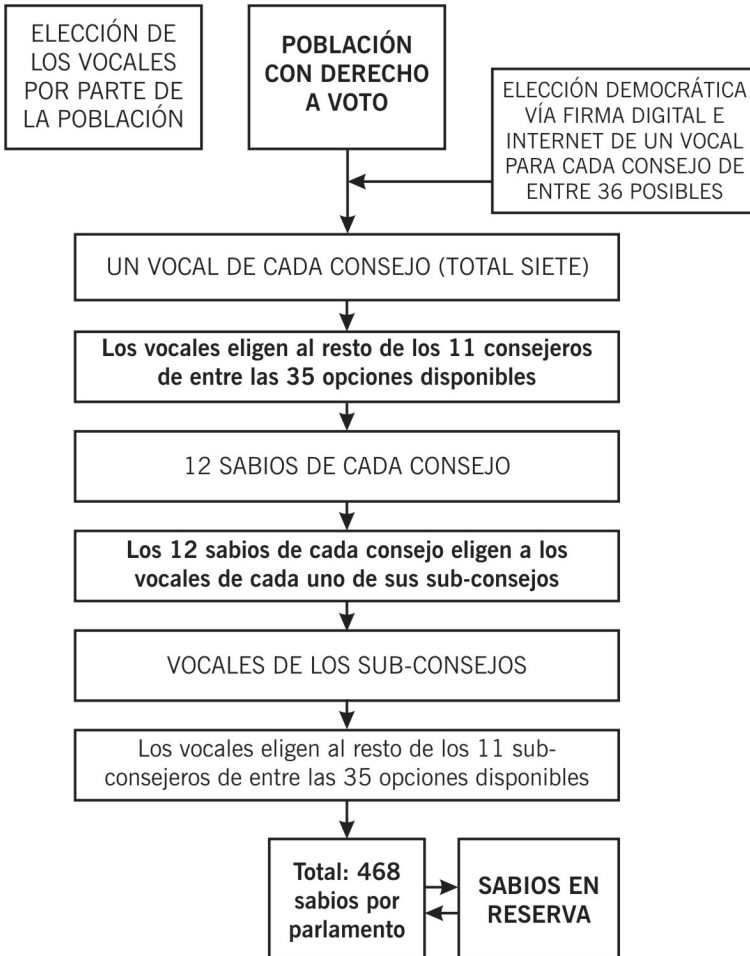 ELECCIÓN DE
LOS VOCALES
POR PARTE DE
LA POBLACIÓN
POBLACIÓN
CON DERECHO
A VOTO
ELECCIÓN DEMOCRÁTICA
VÍA FIRMA DIGITAL E
INTERNET DE UN VOCAL
PARA CADA CONSEJO DE
ENTRE 36 POSIBLES
UN VOCAL DE CADA CONSEJO (TOTAL SIETE)
Los vocales eligen al resto de los 11 consejeros
de entre las 35 opciones disponibles
12 SABIOS DE CADA CONSEJO
Los 12 sabios de cada consejo eligen a los
vocales de cada uno de sus sub-consejos
VOCALES DE LOS SUB-CONSEJOS
Los vocales eligen al resto de los 11 sub-
consejeros de entre las 35 opciones disponibles
Total: 468
sabios por
parlamento
SABIOS EN
RESERVA